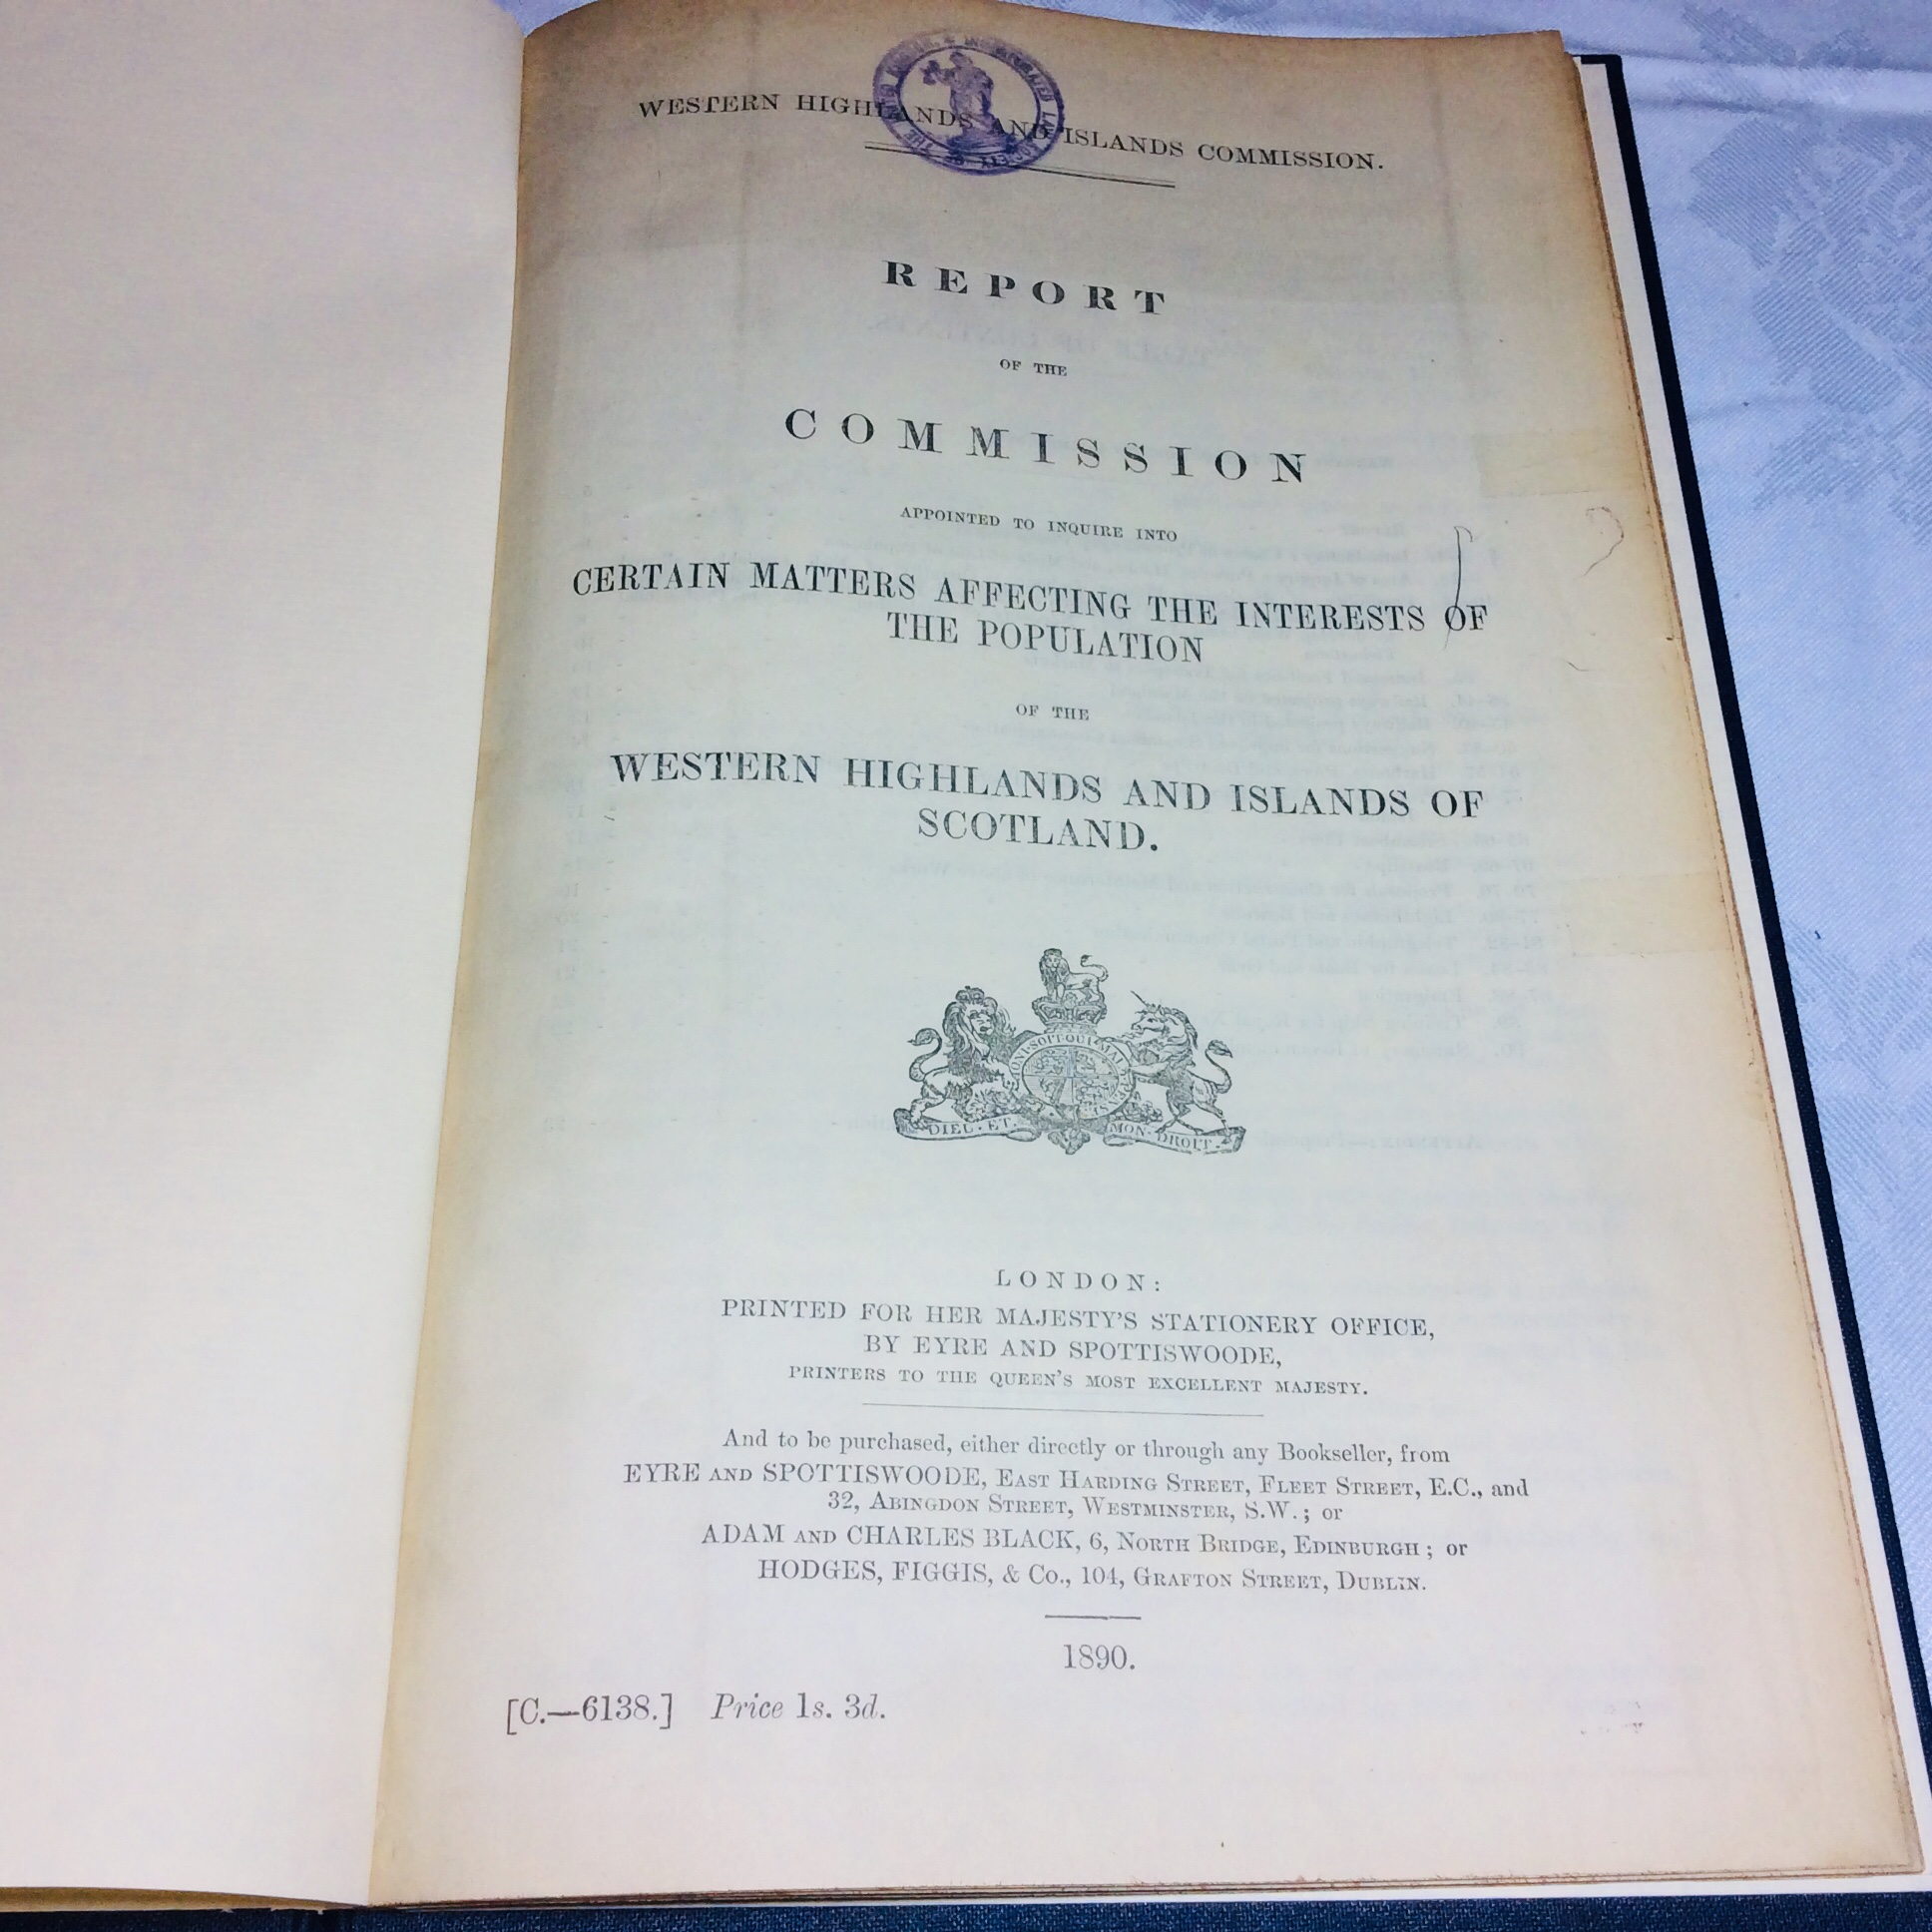 WESTERN HIGHLANDS AND ISLANDS COMMISSION.
REPORT
OF THE
COMMISSION
APPOINTED TO INQUIRE INTO
CERTAIN MATTERS AFFECTING THE INTERESTS OF
THE POPULATION
OF THE
WESTERN HIGHLANDS AND ISLANDS OF
SCOTLAND.
HONI·SOIT·QUI·MAL
DIEU·ET· MON·DROIT·
LONDON:
PRINTED FOR HER MAJESTY'S STATIONERY OFFICE,
BY EYRE AND SPOTTISWOODE,
PRINTERS TO THE QUEEN'S MOST EXCELLENT MAJESTY.
And to be purchased, either directly or through any Bookseller, from
EYRE AND SPOTTISWOODE, EAST HARDING STREET, FLEET STREET, E.C., and
32, ABINGDON STREET, WESTMINSTER, S.W.; or
ADAM AND CHARLES BLACK, 6, NORTH BRIDGE, EDINBURGH; or
HODGES, FIGGIS, & Co., 104, GRAFTON STREET, DUBLIN.
1890.
[C.—6138.] Price 1s. 3d.